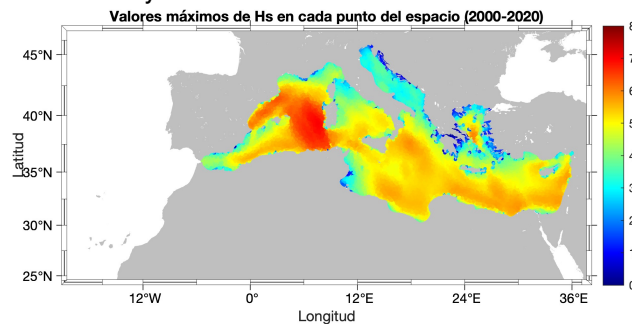 Valores máximos de Hs en cada punto del espacio (2000-2020)
45°N
40°N
35°N
30°N
25°N
Latitud
12°W
0°
12°E
24°E
36°E
Longitud
8
7
6
5
4
3
2
1
0